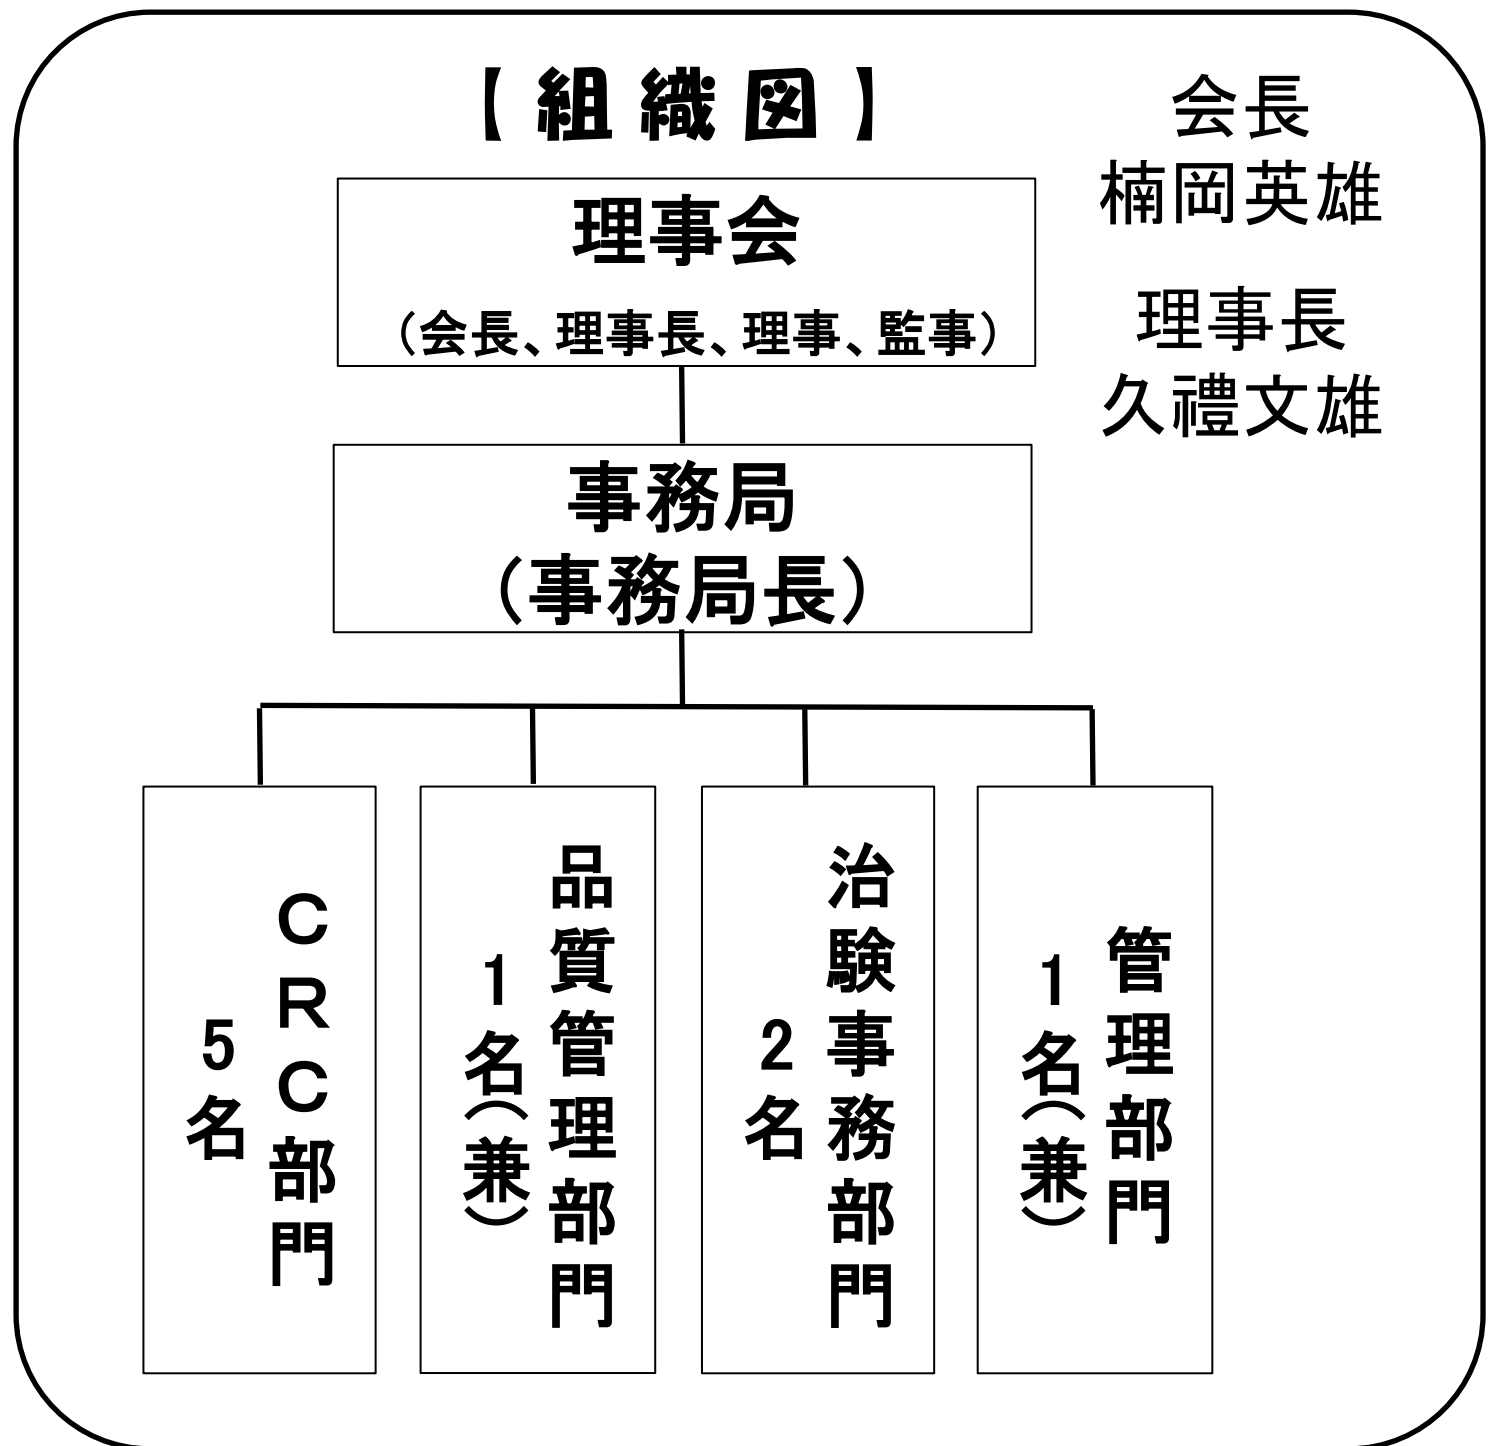 【組織図】
会長
楠岡英雄
理事長
久禮文雄
理事会
（会長、理事長、理事、監事）
事務局
（事務局長）
ＣＲＣ部門
５名
品質管理部門
１名（兼）
治験事務部門
２名
管理部門
１名（兼）